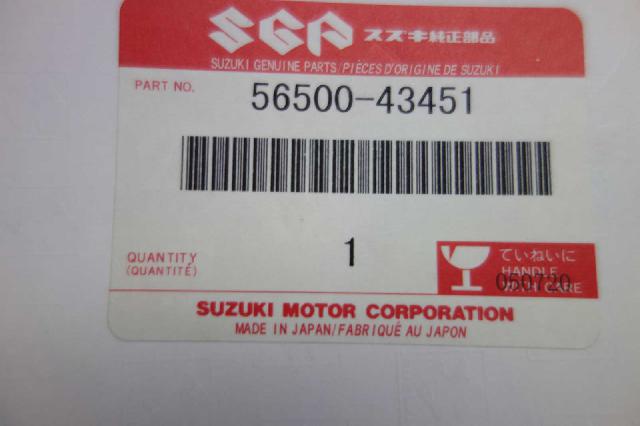 SGP スズキ純正部品
SUZUKI GENUINE PARTS/PIÈCES D'ORIGINE DE SUZUKI
PART NO. 56500-43451
QUANTITY 1
(QUANTITÉ)
ていねいに
HANDLE
WITH CARE
050720
SUZUKI MOTOR CORPORATION
MADE IN JAPAN/FABRIQUÉ AU JAPON